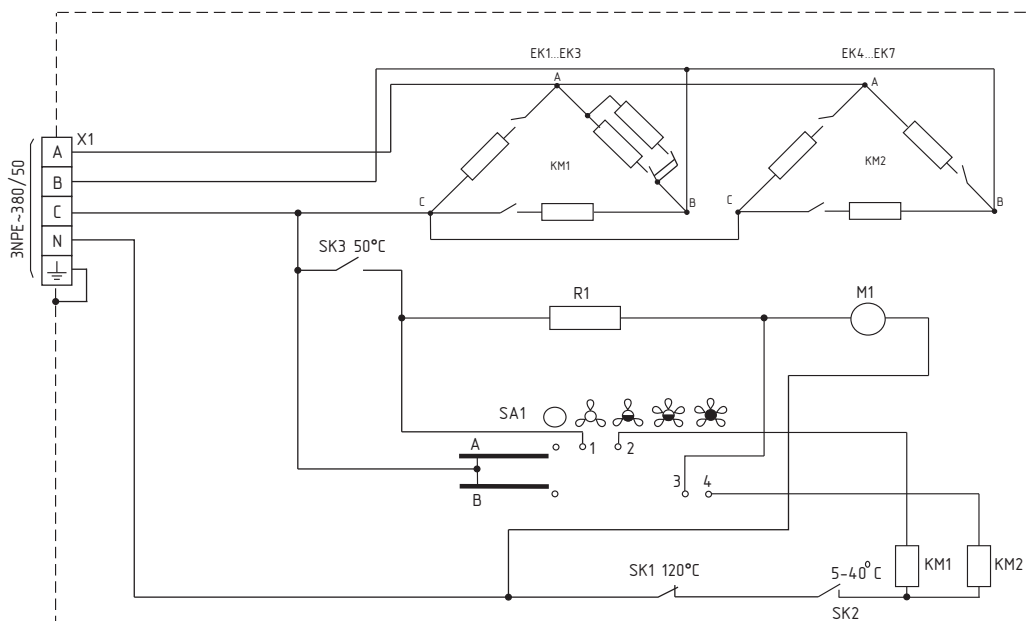 EK1...EK3
EK4...EK7
A
A
X1
A
B
C
N
3NPE~380/50
KM1
KM2
C
B
C
B
SK3 50°C
R1
M1
SA1
A
B
1
2
3
4
SK1 120°C
5-40°C
SK2
KM1
KM2